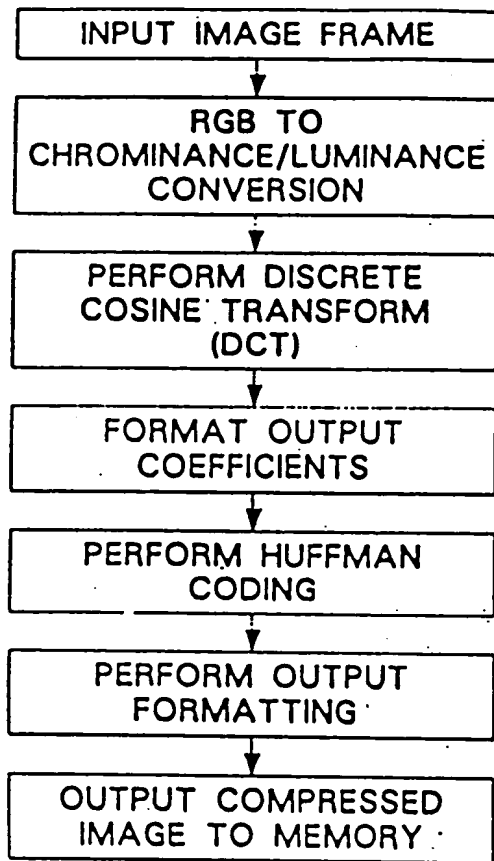 INPUT IMAGE FRAME
RGB TO
CHROMINANCE/LUMINANCE
CONVERSION
PERFORM DISCRETE
COSINE TRANSFORM
(DCT)
FORMAT OUTPUT
COEFFICIENTS
PERFORM HUFFMAN
CODING
PERFORM OUTPUT
FORMATTING
OUTPUT COMPRESSED
IMAGE TO MEMORY